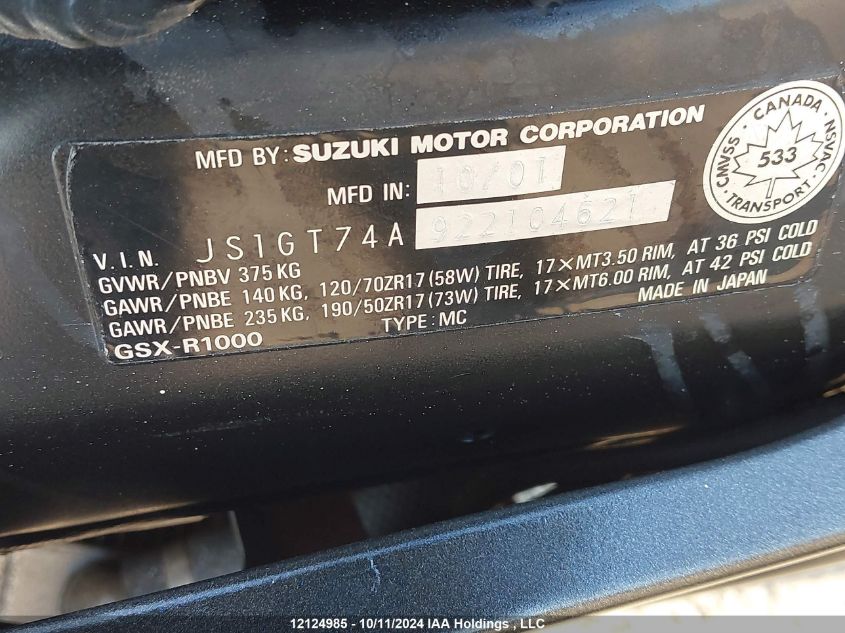 MFD BY: SUZUKI MOTOR CORPORATION
MFD IN: 10/01
V.I.N. JS1GT74A922104621
GVWR/PNBV 375 KG
GAWR/PNBE 140 KG, 120/70ZR17 (58W) TIRE, 17×MT3.50 RIM, AT 36 PSI COLD
GAWR/PNBE 235 KG, 190/50ZR17 (73W) TIRE, 17×MT6.00 RIM, AT 42 PSI COLD
TYPE: MC MADE IN JAPAN
GSX-R1000
CANADA
CMVSS 533 NSVAC
TRANSPORT
12124985 - 10/11/2024 IAA Holdings , LLC